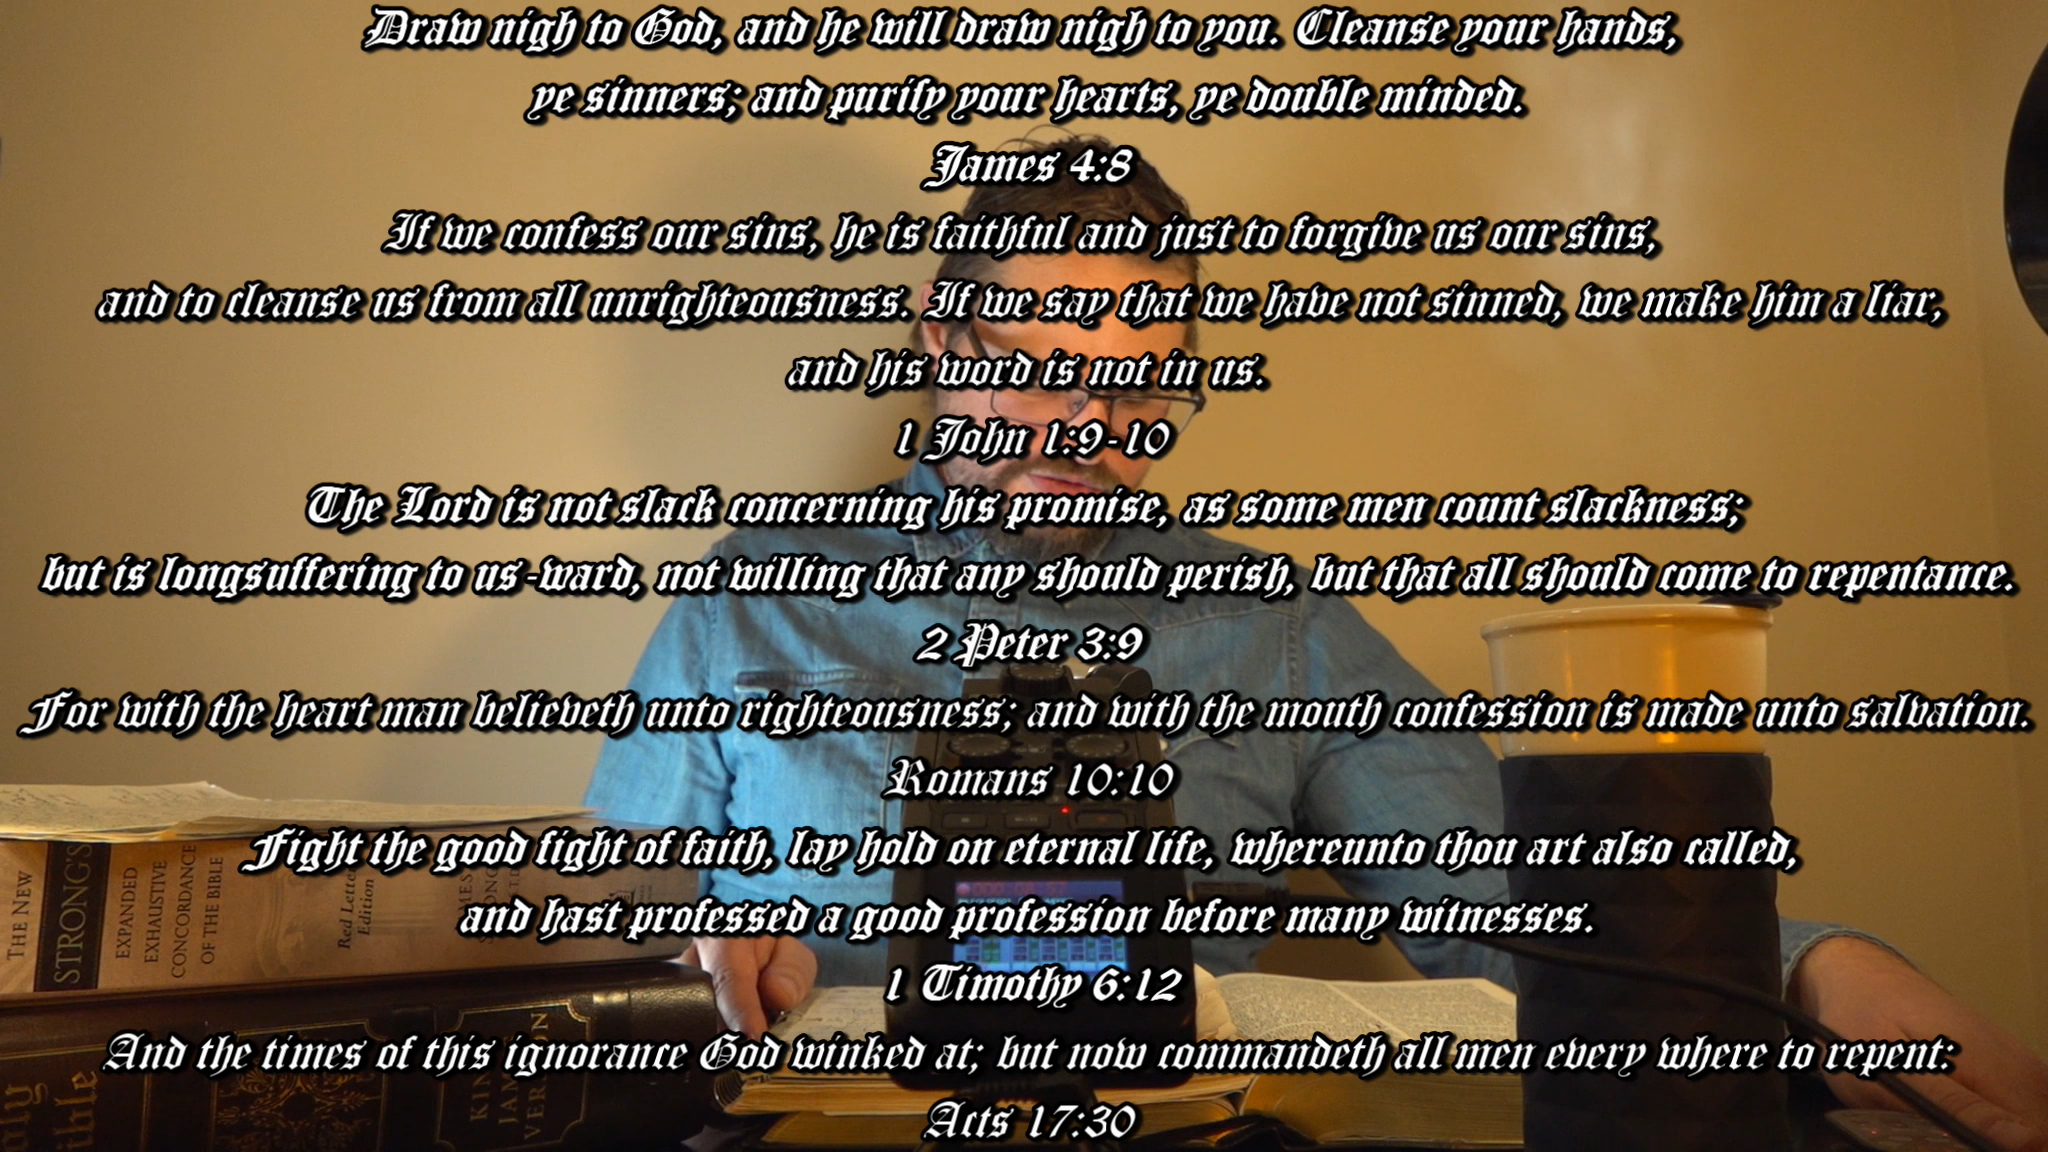 Draw nigh to God, and he will draw nigh to you. Cleanse your hands,
ye sinners; and purify your hearts, ye double minded.
James 4:8
If we confess our sins, he is faithful and just to forgive us our sins,
and to cleanse us from all unrighteousness. If we say that we have not sinned, we make him a liar,
and his word is not in us.
1 John 1:9-10
The Lord is not slack concerning his promise, as some men count slackness;
but is longsuffering to us-ward, not willing that any should perish, but that all should come to repentance.
2 Peter 3:9
For with the heart man believeth unto righteousness; and with the mouth confession is made unto salvation.
Romans 10:10
Fight the good fight of faith, lay hold on eternal life, whereunto thou art also called,
and hast professed a good profession before many witnesses.
1 Timothy 6:12
And the times of this ignorance God winked at; but now commandeth all men every where to repent:
Acts 17:30
THE NEW
STRONG'S
EXPANDED
EXHAUSTIVE
CONCORDANCE
OF THE BIBLE
Red Letter
Edition